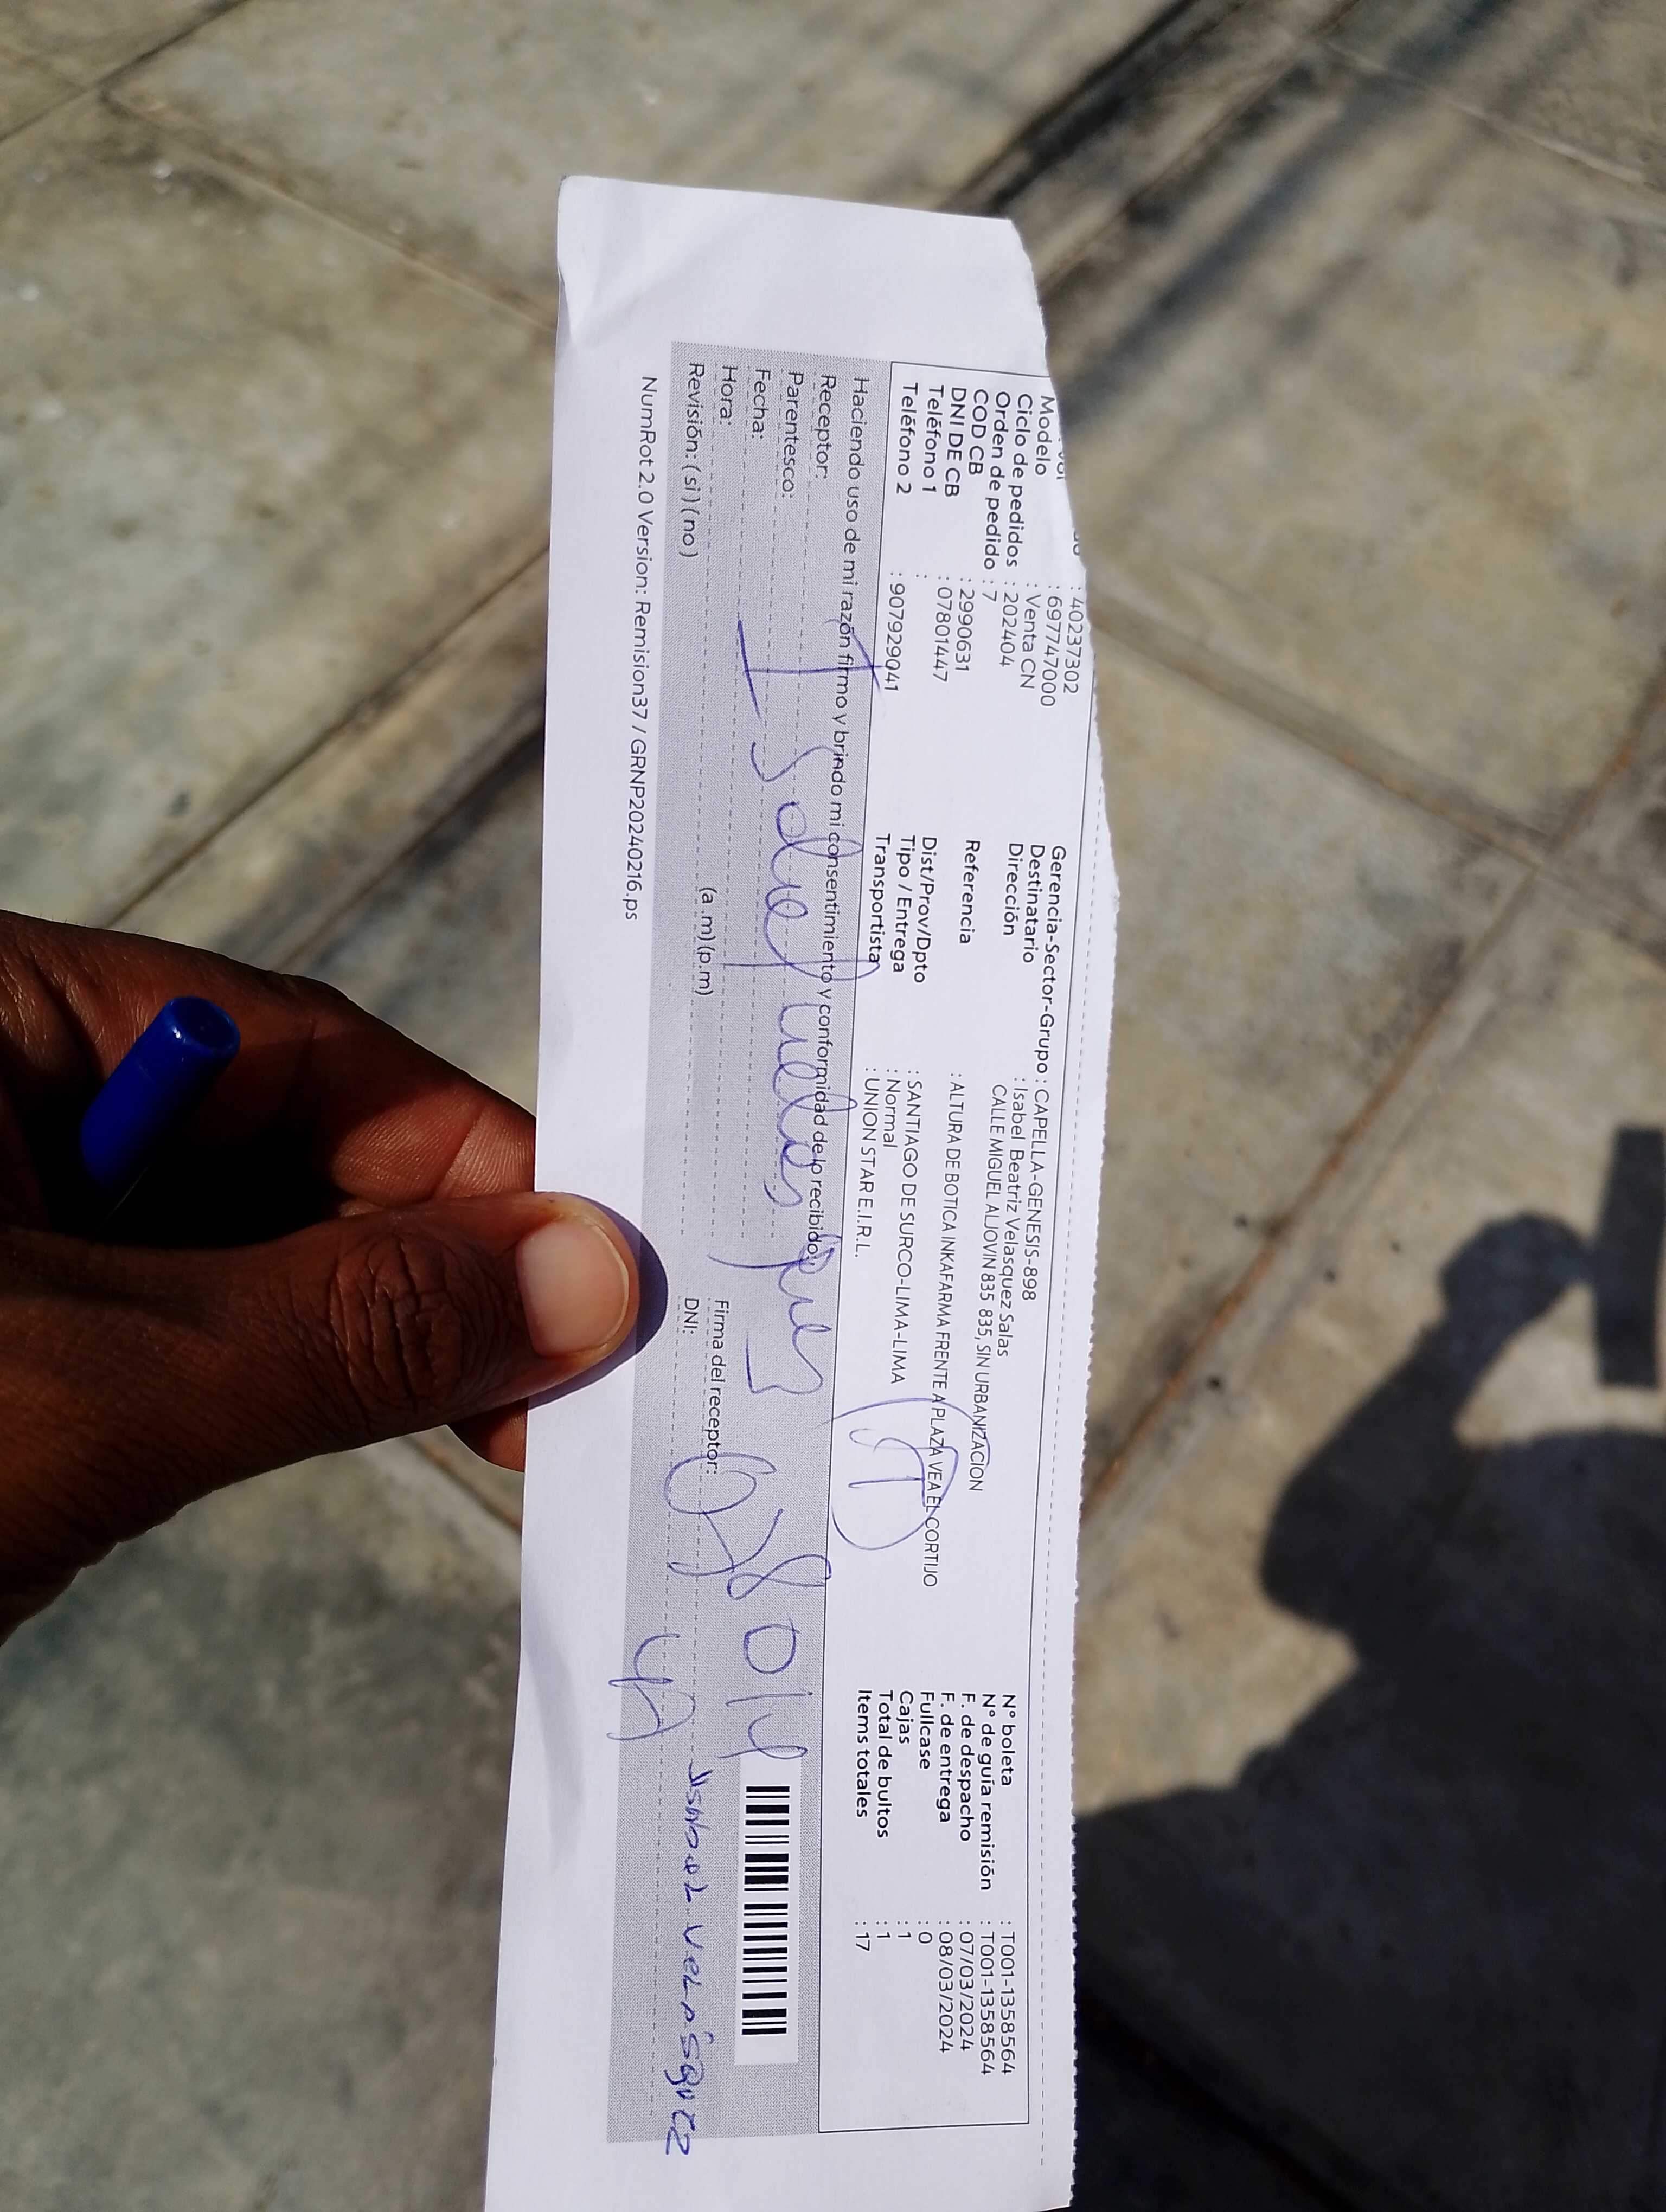 : 40237302
Modelo : 697747000
Ciclo de pedidos : Venta CN
Orden de pedido : 202404
COD CB : 7
DNI DE CB : 2990631
Teléfono 1 : 07801447
Teléfono 2 :
: 907929041
Gerencia-Sector-Grupo : CAPELLA-GENESIS-898
Destinatario : Isabel Beatriz Velasquez Salas
Dirección CALLE MIGUEL ALJOVIN 835 835, SIN URBANIZACION
Referencia : ALTURA DE BOTICA INKAFARMA FRENTE A PLAZA VEA EL CORTIJO
Dist/Prov/Dpto : SANTIAGO DE SURCO-LIMA-LIMA
Tipo / Entrega : Normal
Transportista : UNION STAR E.I.R.L.
N° boleta : T001-1358564
N° de guía remisión : T001-1358564
F. de despacho : 07/03/2024
F. de entrega : 08/03/2024
Fullcase : 0
Cajas : 1
Total de bultos : 1
Items totales : 17
Haciendo uso de mi razón firmo y brindo mi consentimiento y conformidad de lo recibido:
Receptor:
Parentesco:
Fecha:
Hora: (a .m) (p.m)
Revisión: (si) (no)
Firma del receptor:
DNI:
Isabel Velásquez
NumRot 2.0 Version: Remision37 / GRNP20240216.ps